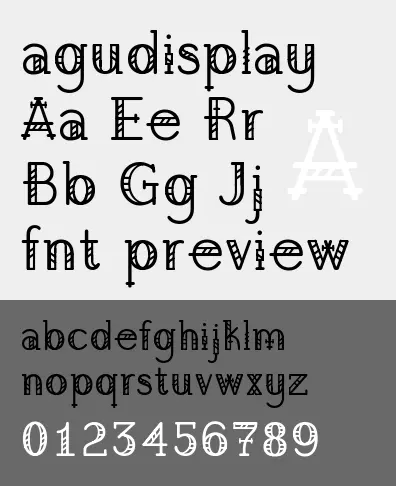 agudisplay
Aa Ee Rr
A
Bb Gg Jj
fnt preview
abcdefghijklm
nopqrstuvwxyz
0123456789